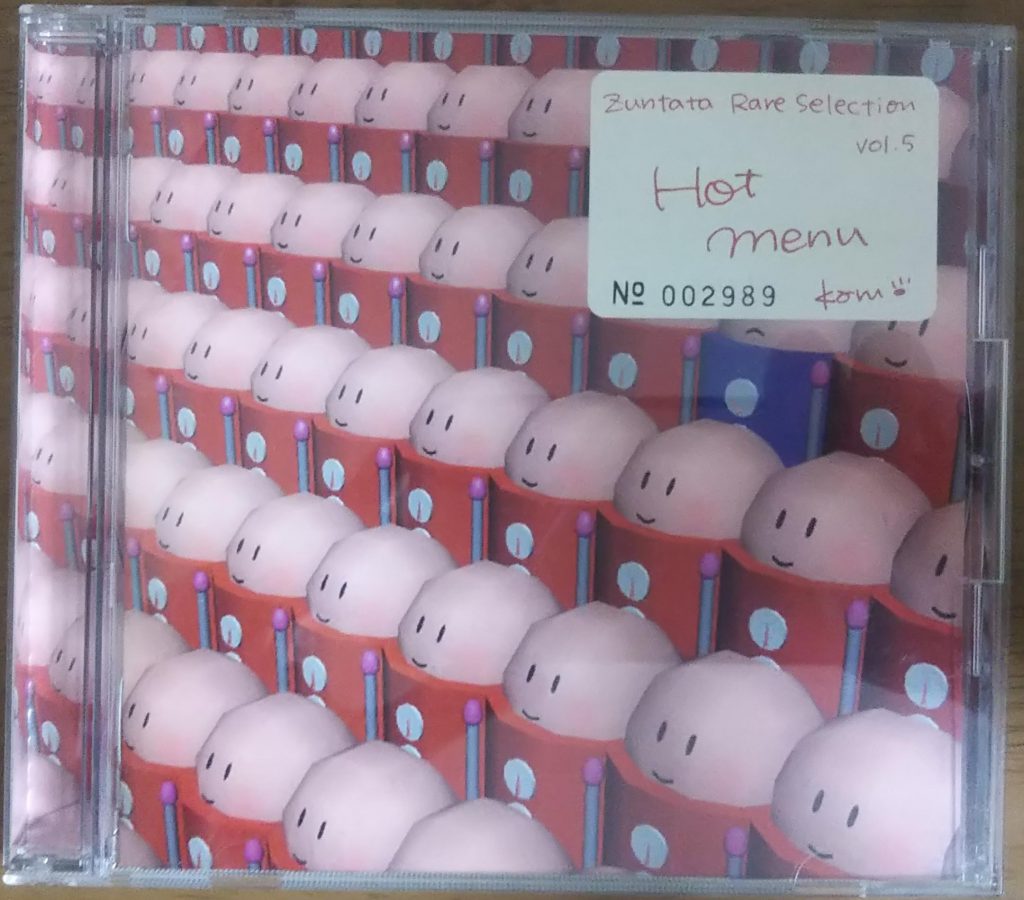 Zuntata Rare Selection
vol.5
Hot
menu
№ 002989 kom